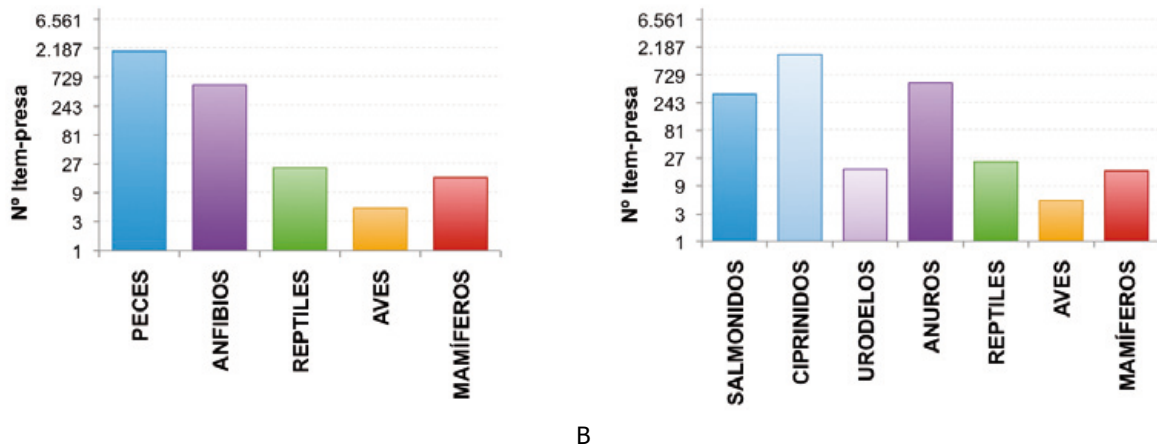 6.561
2.187
729
243
81
27
9
3
1
Nº Item-presa
PECES
ANFIBIOS
REPTILES
AVES
MAMÍFEROS
6.561
2.187
729
243
81
27
9
3
1
Nº Item-presa
SALMONIDOS
CIPRINIDOS
URODELOS
ANUROS
REPTILES
AVES
MAMÍFEROS
B